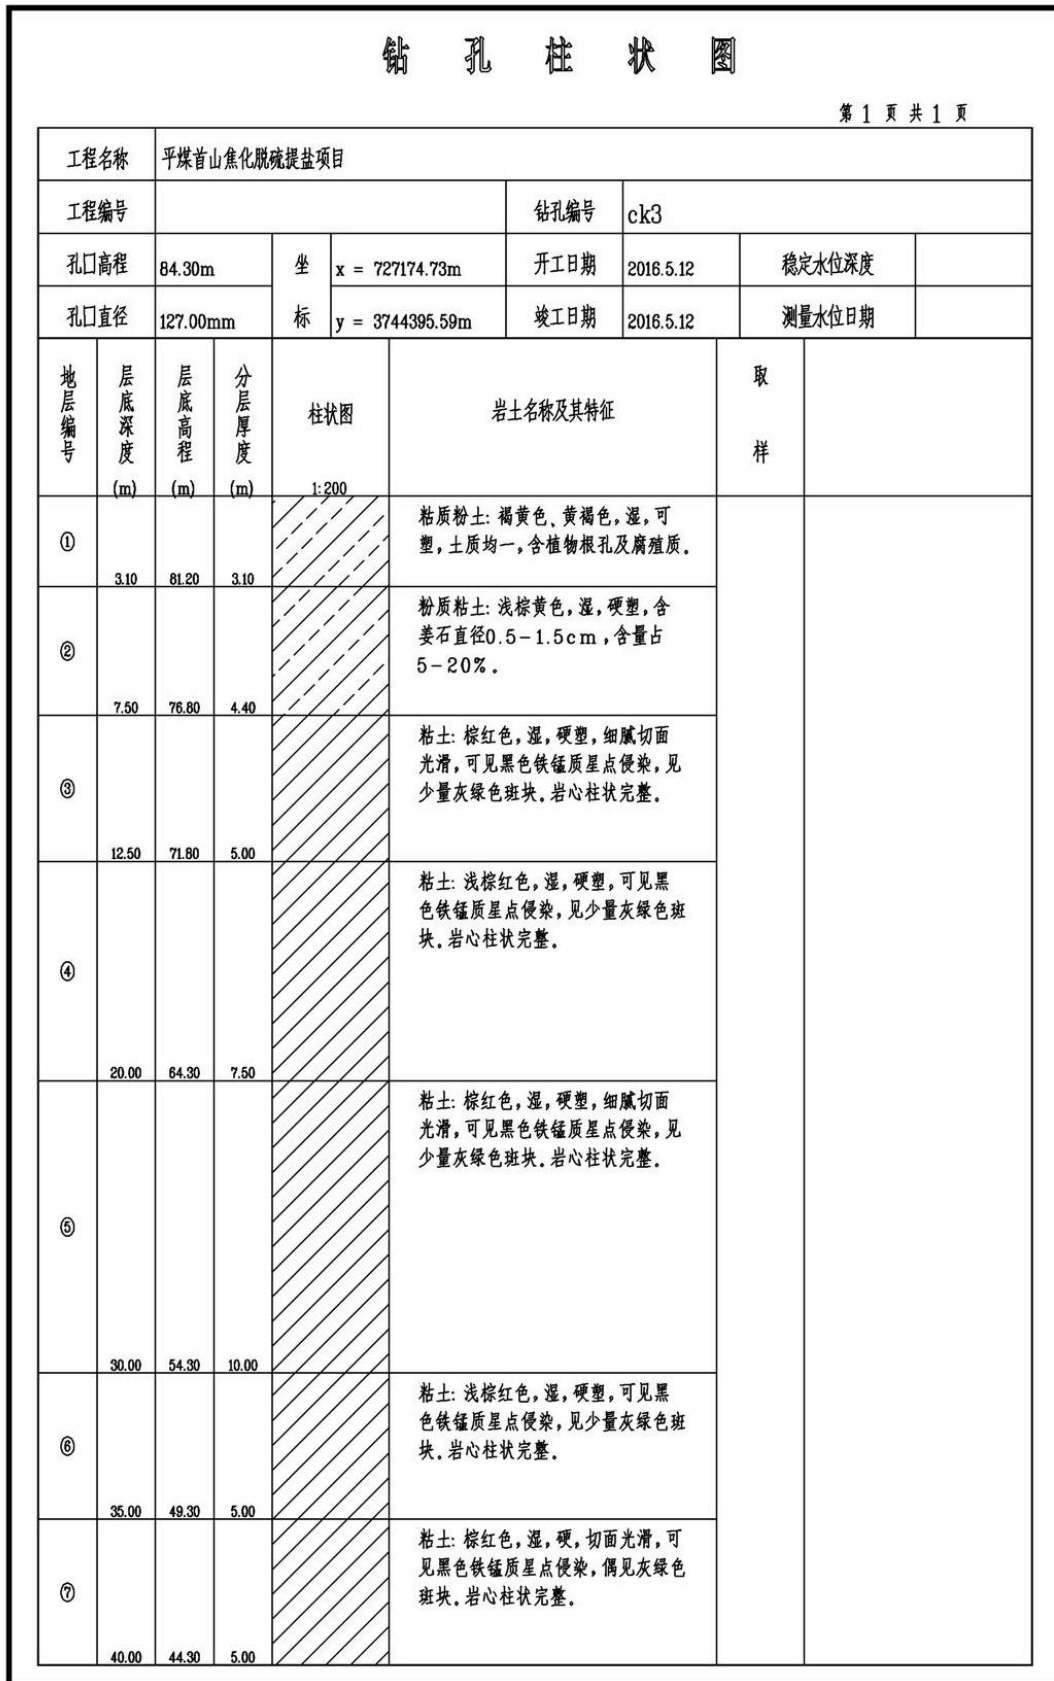 钻孔柱状图
第 1 页 共 1 页
工程名称 平煤首山焦化脱硫提盐项目
工程编号 钻孔编号 ck3
孔口高程 84.30m 坐 x = 727174.73m 开工日期 2016.5.12 稳定水位深度
孔口直径 127.00mm 标 y = 3744395.59m 竣工日期 2016.5.12 测量水位日期
地层编号 层底深度 (m) 层底高程 (m) 分层厚度 (m) 柱状图 1:200 岩土名称及其特征 取样
粘质粉土: 褐黄色、黄褐色,湿,可
① 塑,土质均一,含植物根孔及腐殖质.
3.10 81.20 3.10
粉质粘土: 浅棕黄色,湿,硬塑,含
② 姜石直径0.5-1.5cm,含量占
5-20%.
7.50 76.80 4.40
粘土: 棕红色,湿,硬塑,细腻切面
光滑,可见黑色铁锰质星点侵染,见
③ 少量灰绿色斑块.岩心柱状完整.
12.50 71.80 5.00
粘土: 浅棕红色,湿,硬塑,可见黑
色铁锰质星点侵染,见少量灰绿色斑
块.岩心柱状完整.
④
20.00 64.30 7.50
粘土: 棕红色,湿,硬塑,细腻切面
光滑,可见黑色铁锰质星点侵染,见
少量灰绿色斑块.岩心柱状完整.
⑤
30.00 54.30 10.00
粘土: 浅棕红色,湿,硬塑,可见黑
色铁锰质星点侵染,见少量灰绿色斑
⑥ 块.岩心柱状完整.
35.00 49.30 5.00
粘土: 棕红色,湿,硬,切面光滑,可
见黑色铁锰质星点侵染,偶见灰绿色
⑦ 斑块.岩心柱状完整.
40.00 44.30 5.00